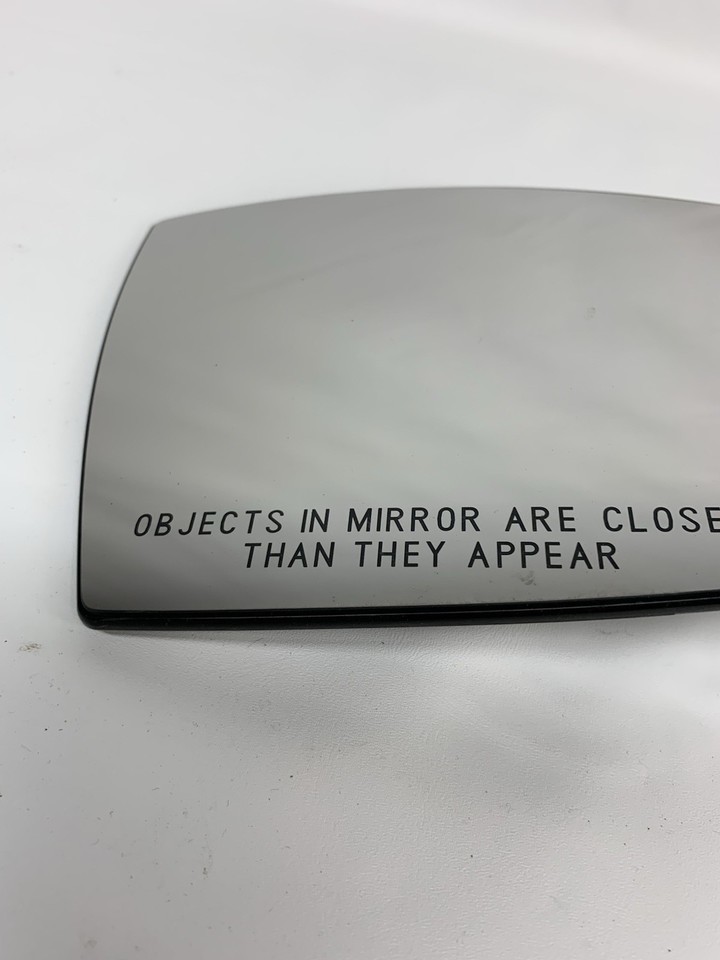 OBJECTS IN MIRROR ARE CLOSE
THAN THEY APPEAR